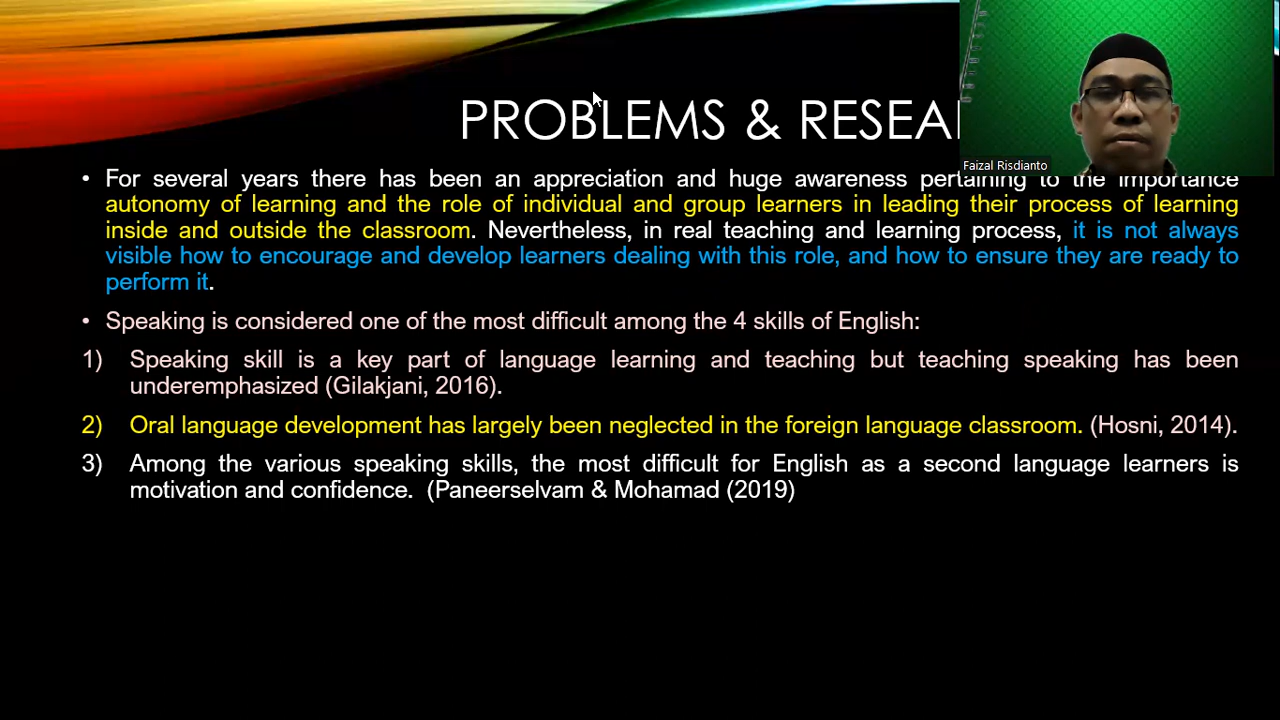 PROBLEMS & RESEA
Faizal Risdianto
• For several years there has been an appreciation and huge awareness pertaining to the importance
autonomy of learning and the role of individual and group learners in leading their process of learning
inside and outside the classroom. Nevertheless, in real teaching and learning process, it is not always
visible how to encourage and develop learners dealing with this role, and how to ensure they are ready to
perform it.
• Speaking is considered one of the most difficult among the 4 skills of English:
1) Speaking skill is a key part of language learning and teaching but teaching speaking has been
underemphasized (Gilakjani, 2016).
2) Oral language development has largely been neglected in the foreign language classroom. (Hosni, 2014).
3) Among the various speaking skills, the most difficult for English as a second language learners is
motivation and confidence. (Paneerselvam & Mohamad (2019)